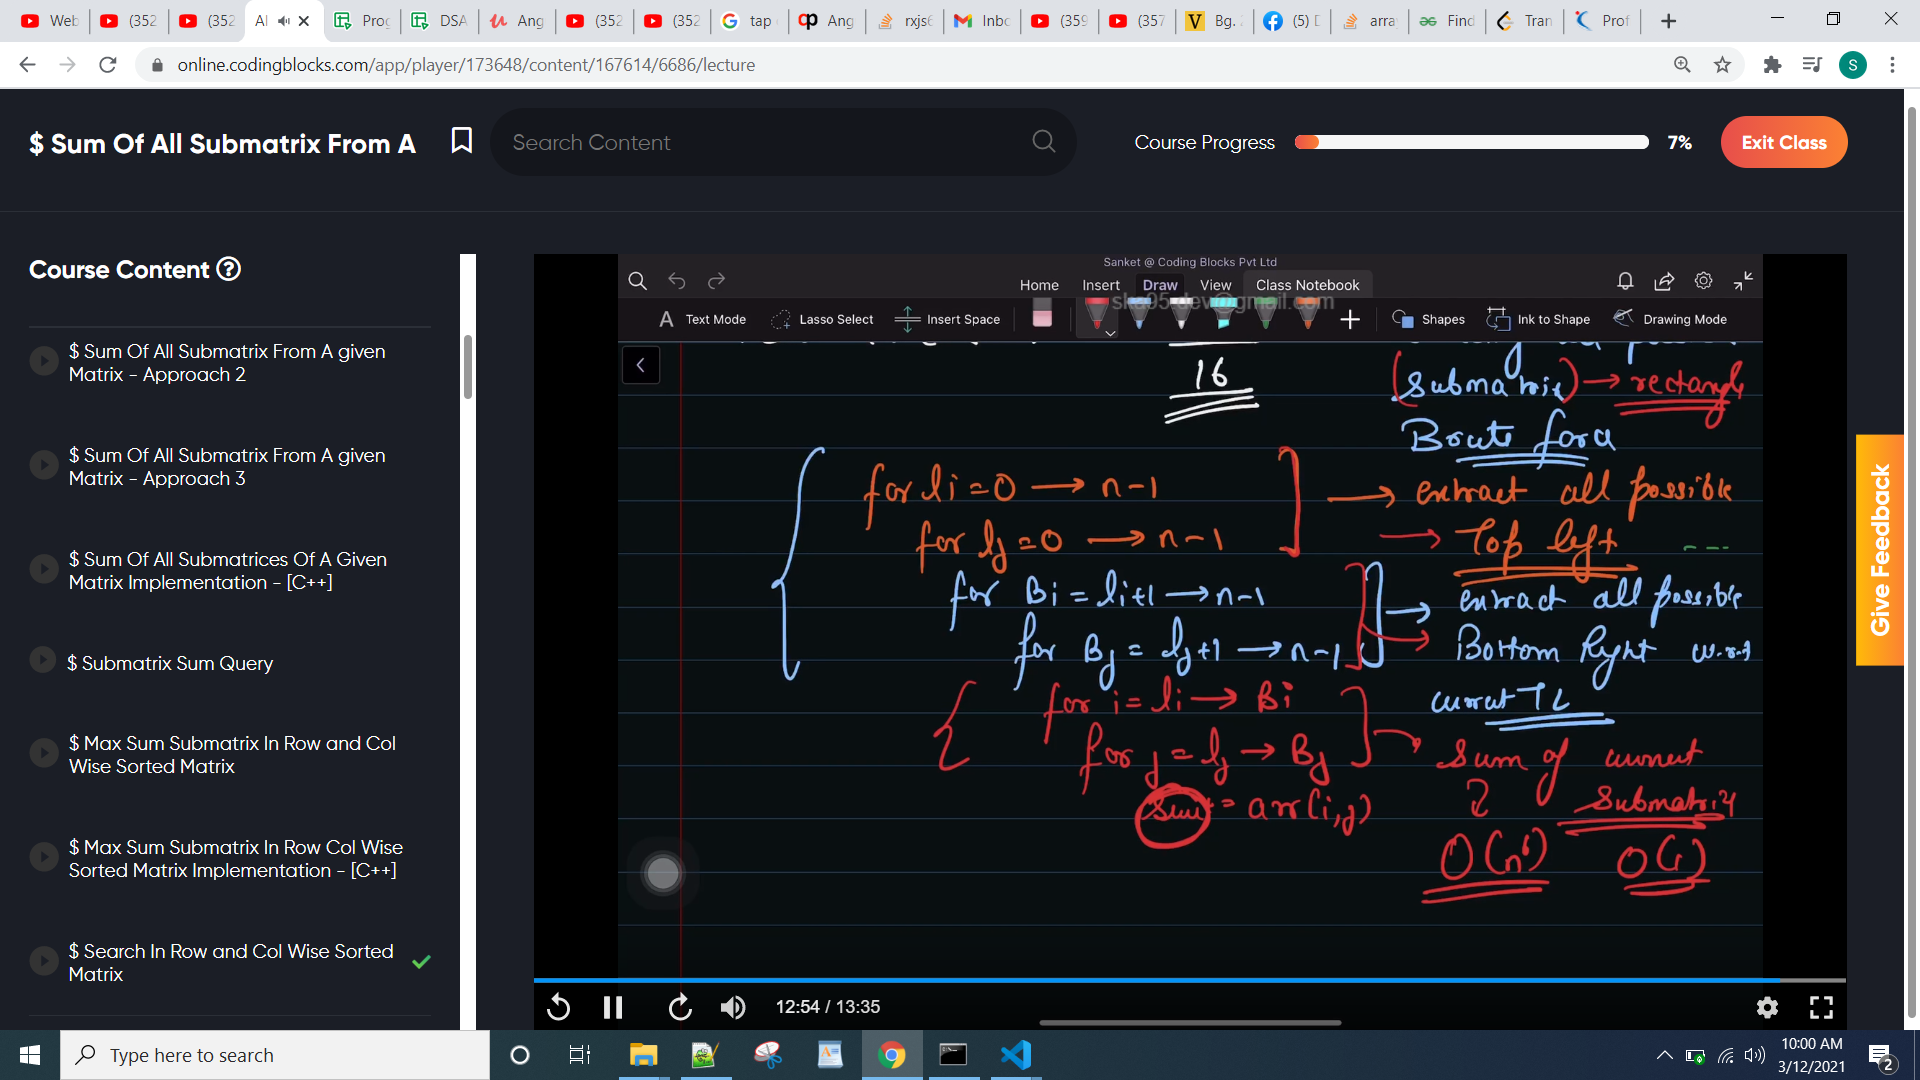 Web
(352
(352
Al
Prog
DSA
Ang
(352
(352
tap
Ang
rxjs6
Inbo
(359
(357
Bg.
(5)
arra
Find
Tran
Prof
online.codingblocks.com/app/player/173648/content/167614/6686/lecture
S
$ Sum Of All Submatrix From A
Search Content
Course Progress
7%
Exit Class
Course Content
$ Sum Of All Submatrix From A given
Matrix - Approach 2
$ Sum Of All Submatrix From A given
Matrix - Approach 3
$ Sum Of All Submatrices Of A Given
Matrix Implementation - [C++]
$ Submatrix Sum Query
$ Max Sum Submatrix In Row and Col
Wise Sorted Matrix
$ Max Sum Submatrix In Row Col Wise
Sorted Matrix Implementation - [C++]
$ Search In Row and Col Wise Sorted
Matrix
Sanket @ Coding Blocks Pvt Ltd
Home Insert Draw View Class Notebook
Text Mode Lasso Select Insert Space Shapes Ink to Shape Drawing Mode
16
(submatrix) → rectangle
Brute force
for li = 0 → n-1 → extract all possible
for lj = 0 → n-1 → Top left
for Bi = li+1 → n-1 → extract all possible
for Bj = lj+1 → n-1 → Bottom Right w.r.t
current TL
for i = li → Bi
for j = lj → Bj → Sum of current
sum += arr(i,j) Submatrix
O(n⁶) O(1)
12:54 / 13:35
Give Feedback
Type here to search
10:00 AM
3/12/2021
2